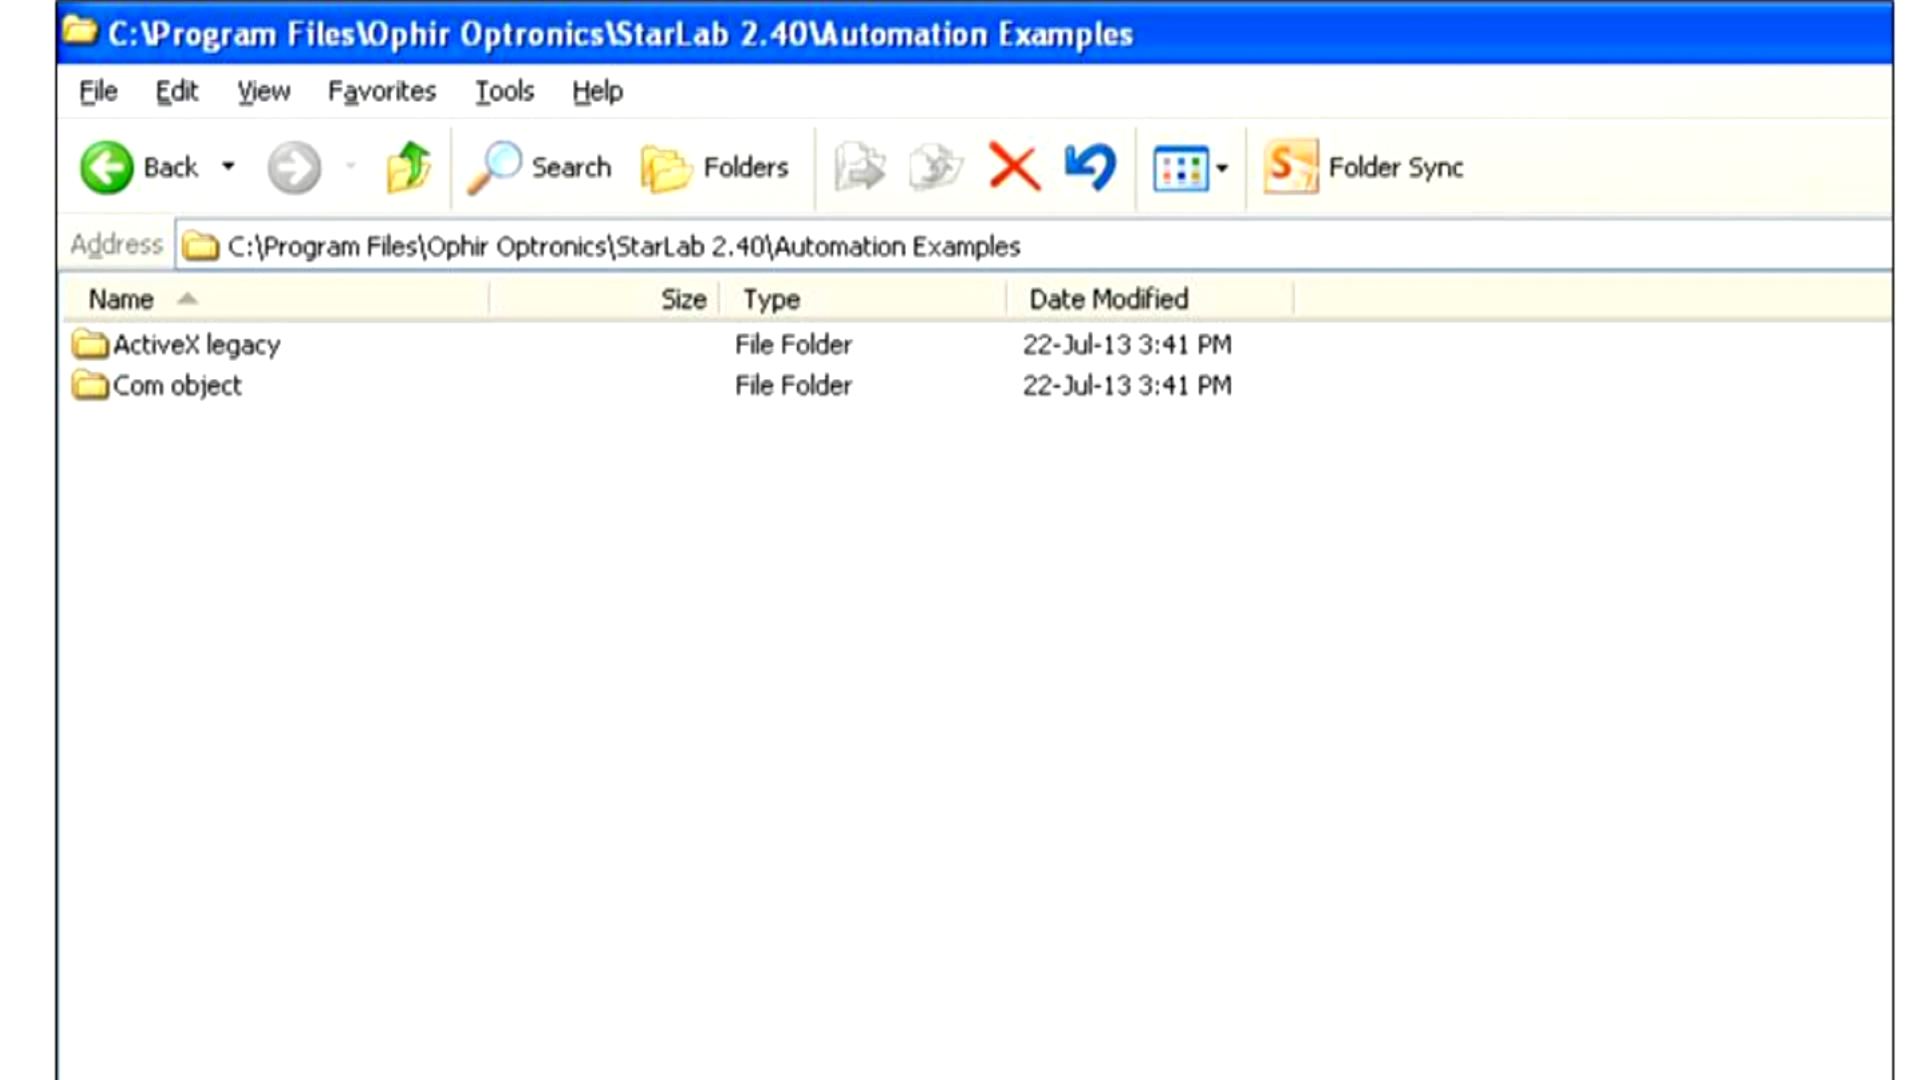 C:\Program Files\Ophir Optronics\StarLab 2.40\Automation Examples
File Edit View Favorites Tools Help
Back Search Folders Folder Sync
Address C:\Program Files\Ophir Optronics\StarLab 2.40\Automation Examples
Name Size Type Date Modified
ActiveX legacy File Folder 22-Jul-13 3:41 PM
Com object File Folder 22-Jul-13 3:41 PM